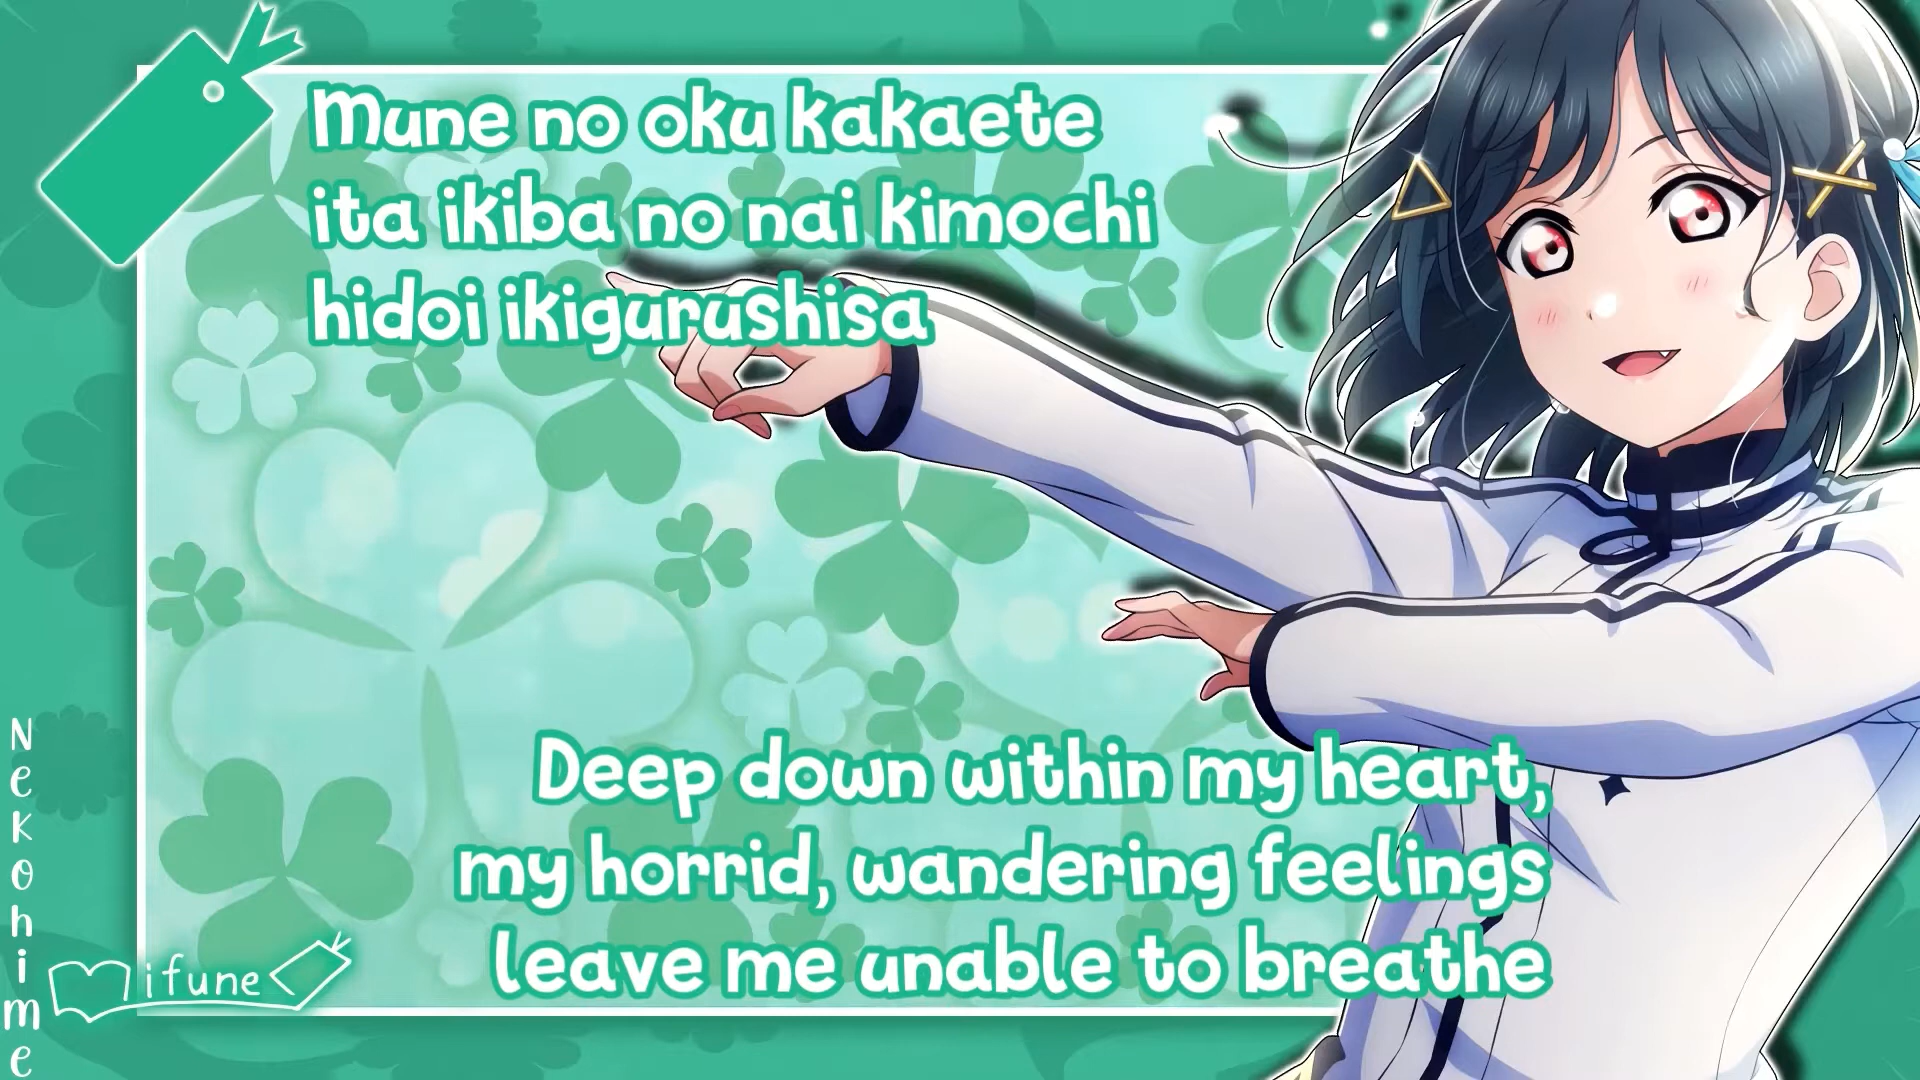 Mune no oku kakaete
ita ikiba no nai kimochi
hidoi ikigurushisa
Deep down within my heart,
my horrid, wandering feelings
leave me unable to breathe
Nekohime
Mifune